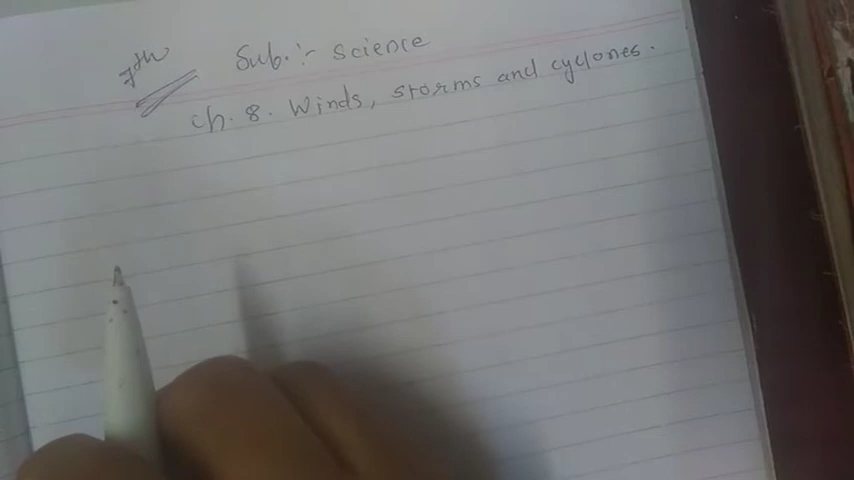 7th
Sub. :- Science
Ch. 8. Winds, storms and cyclones.